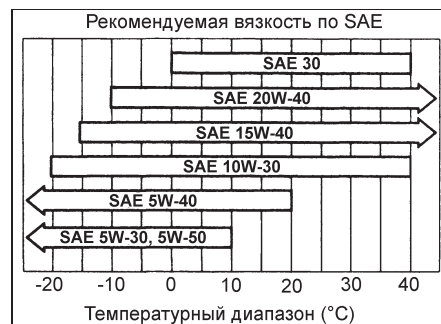 Рекомендуемая вязкость по SAE
SAE 30
SAE 20W-40
SAE 15W-40
SAE 10W-30
SAE 5W-40
SAE 5W-30, 5W-50
-20 -10 0 10 20 30 40
Температурный диапазон (°C)